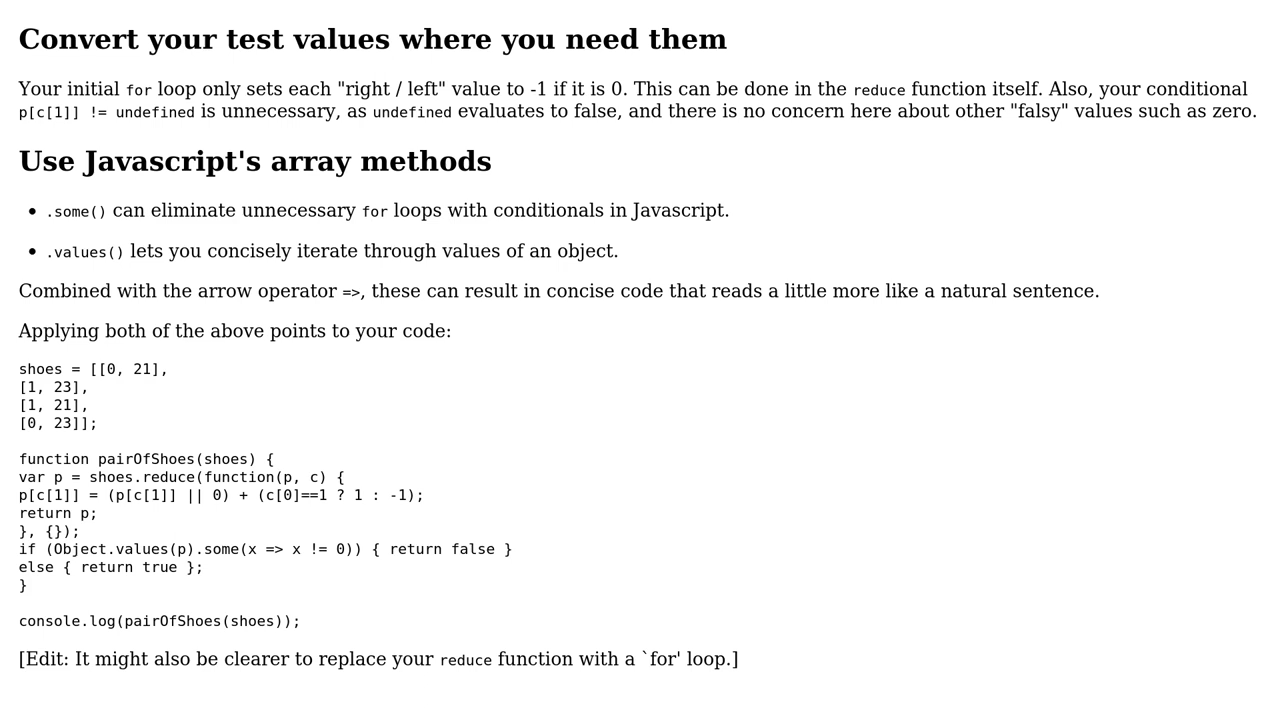 Convert your test values where you need them
Your initial for loop only sets each "right / left" value to -1 if it is 0. This can be done in the reduce function itself. Also, your conditional
p[c[1]] != undefined is unnecessary, as undefined evaluates to false, and there is no concern here about other "falsy" values such as zero.
Use Javascript's array methods
• .some() can eliminate unnecessary for loops with conditionals in Javascript.
• .values() lets you concisely iterate through values of an object.
Combined with the arrow operator =>, these can result in concise code that reads a little more like a natural sentence.
Applying both of the above points to your code:
shoes = [[0, 21],
[1, 23],
[1, 21],
[0, 23]];
function pairOfShoes(shoes) {
var p = shoes.reduce(function(p, c) {
p[c[1]] = (p[c[1]] || 0) + (c[0]==1 ? 1 : -1);
return p;
}, {});
if (Object.values(p).some(x => x != 0)) { return false }
else { return true };
}
console.log(pairOfShoes(shoes));
[Edit: It might also be clearer to replace your reduce function with a `for' loop.]